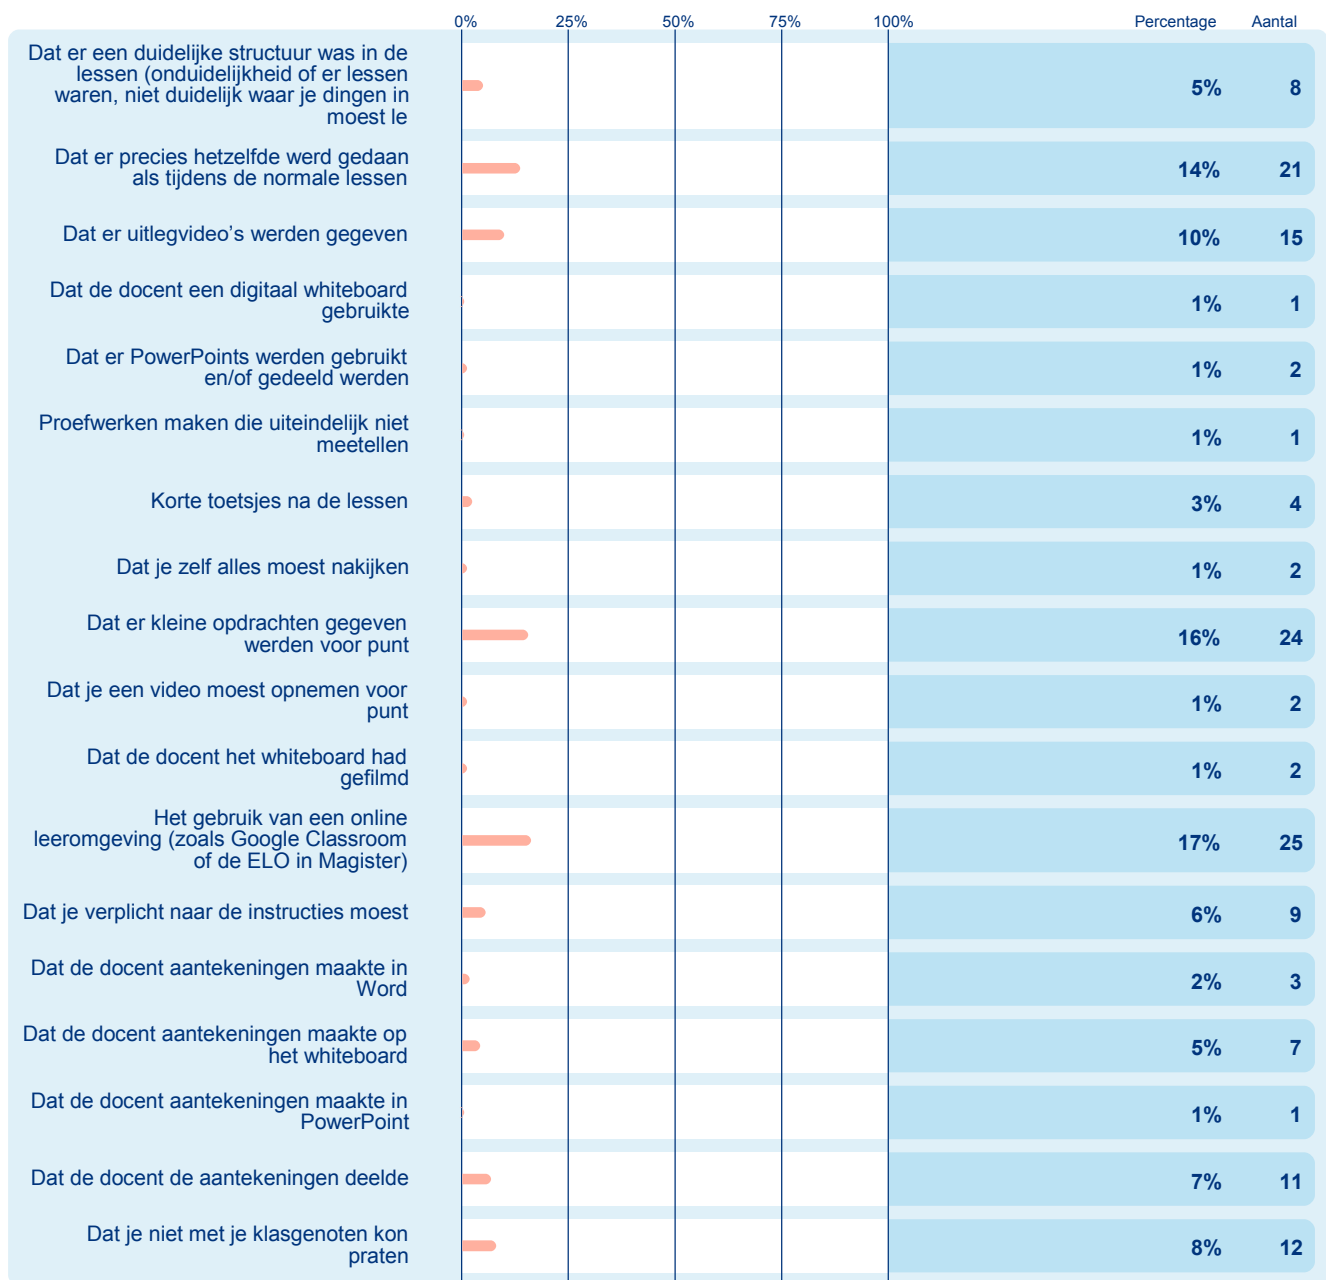 0% 25% 50% 75% 100% Percentage Aantal
Dat er een duidelijke structuur was in de
lessen (onduidelijkheid of er lessen
waren, niet duidelijk waar je dingen in
moest le
5% 8
Dat er precies hetzelfde werd gedaan
als tijdens de normale lessen
14% 21
Dat er uitlegvideo’s werden gegeven
10% 15
Dat de docent een digitaal whiteboard
gebruikte
1% 1
Dat er PowerPoints werden gebruikt
en/of gedeeld werden
1% 2
Proefwerken maken die uiteindelijk niet
meetellen
1% 1
Korte toetsjes na de lessen
3% 4
Dat je zelf alles moest nakijken
1% 2
Dat er kleine opdrachten gegeven
werden voor punt
16% 24
Dat je een video moest opnemen voor
punt
1% 2
Dat de docent het whiteboard had
gefilmd
1% 2
Het gebruik van een online
leeromgeving (zoals Google Classroom
of de ELO in Magister)
17% 25
Dat je verplicht naar de instructies moest
6% 9
Dat de docent aantekeningen maakte in
Word
2% 3
Dat de docent aantekeningen maakte op
het whiteboard
5% 7
Dat de docent aantekeningen maakte in
PowerPoint
1% 1
Dat de docent de aantekeningen deelde
7% 11
Dat je niet met je klasgenoten kon
praten
8% 12